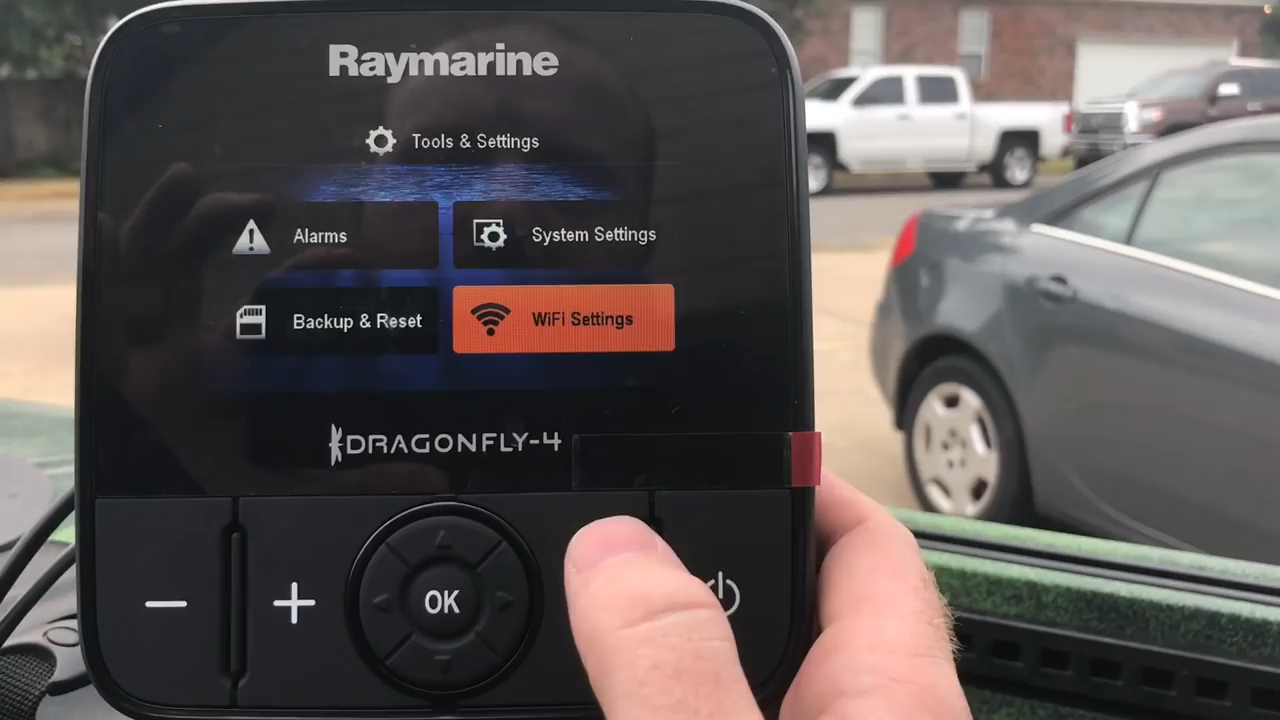 Raymarine
Tools & Settings
Alarms
System Settings
Backup & Reset
WiFi Settings
DRAGONFLY-4
OK